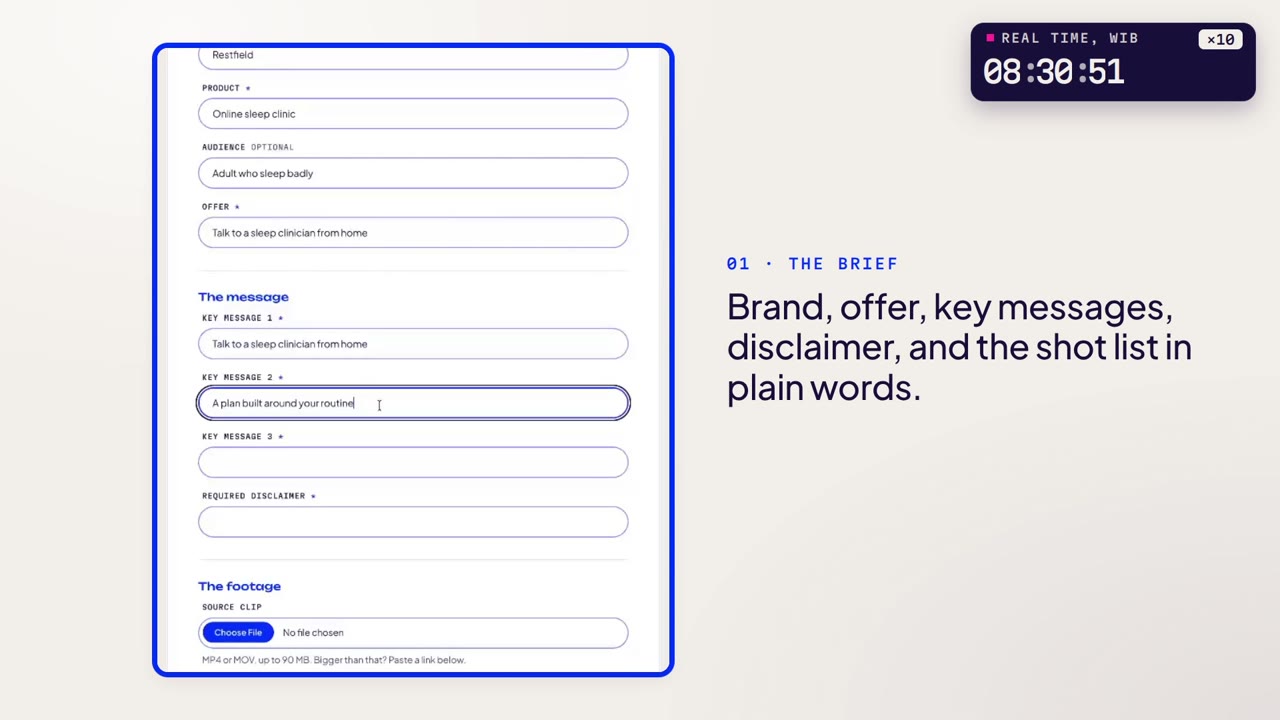 REAL TIME, WIB
×10
08:30:51
Restfield
PRODUCT *
Online sleep clinic
AUDIENCE OPTIONAL
Adult who sleep badly
OFFER *
Talk to a sleep clinician from home
The message
KEY MESSAGE 1 *
Talk to a sleep clinician from home
KEY MESSAGE 2 *
A plan built around your routine
KEY MESSAGE 3 *
REQUIRED DISCLAIMER *
The footage
SOURCE CLIP
Choose File No file chosen
MP4 or MOV, up to 90 MB. Bigger than that? Paste a link below.
01 · THE BRIEF
Brand, offer, key messages,
disclaimer, and the shot list in
plain words.